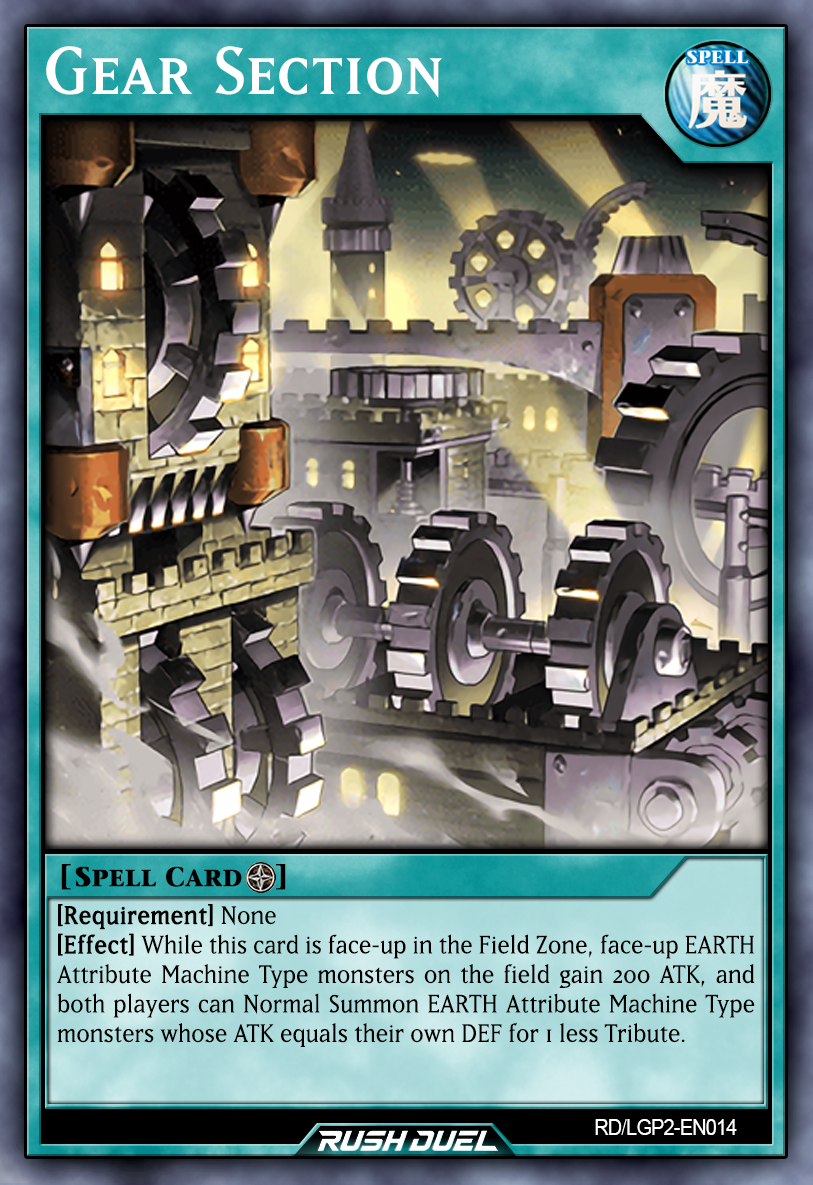 Gear Section
SPELL
魔
[Spell Card]
[Requirement] None
[Effect] While this card is face-up in the Field Zone, face-up EARTH
Attribute Machine Type monsters on the field gain 200 ATK, and
both players can Normal Summon EARTH Attribute Machine Type
monsters whose ATK equals their own DEF for 1 less Tribute.
RD/LGP2-EN014
RUSH DUEL